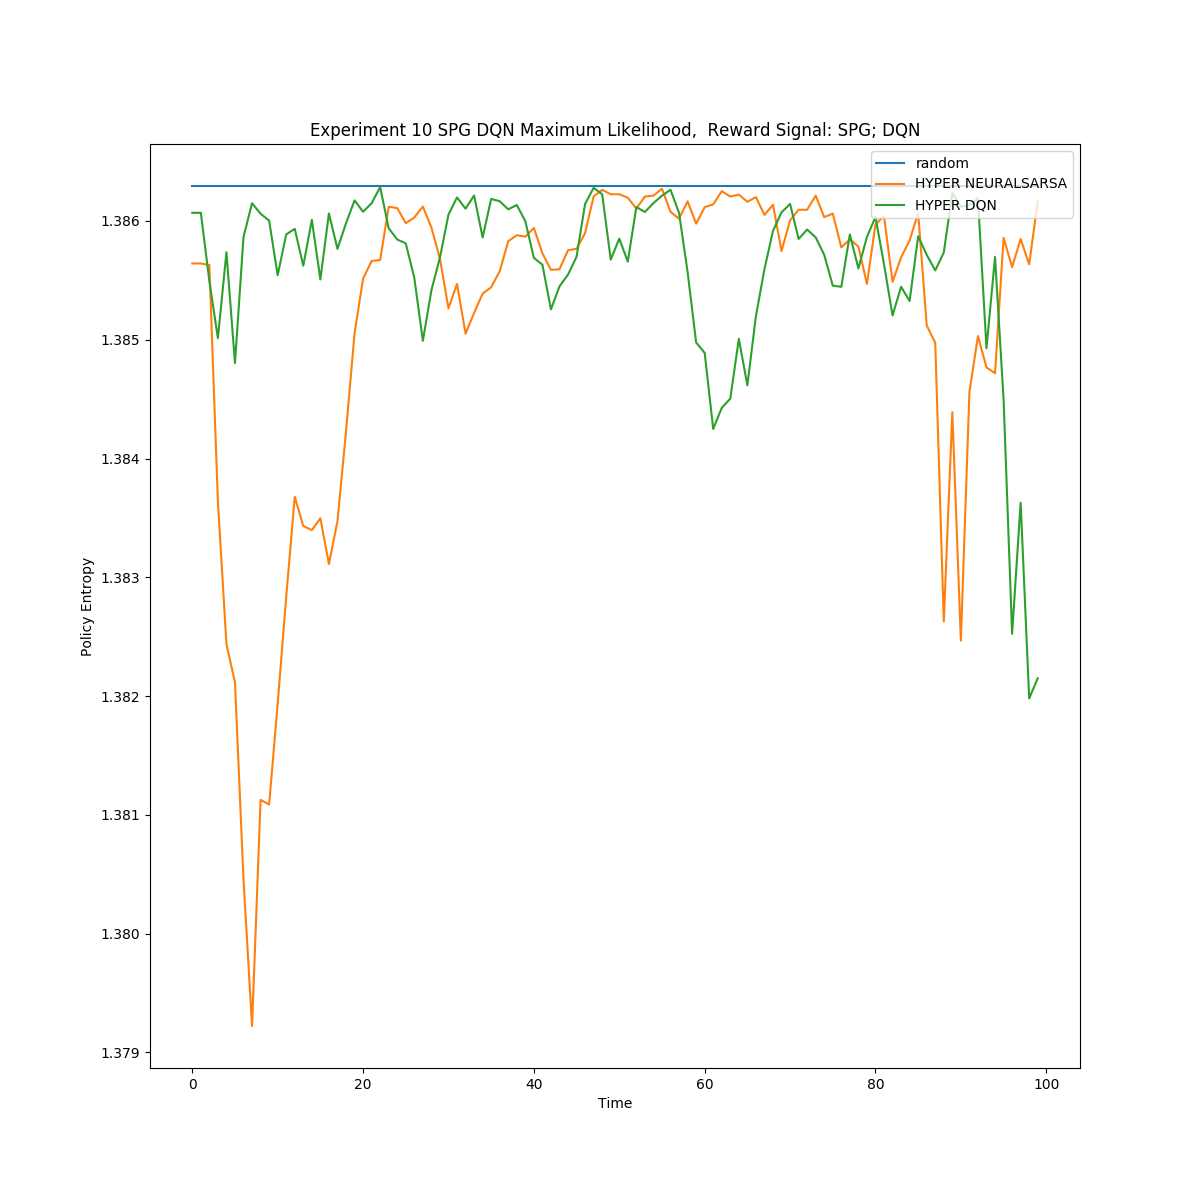 Experiment 10 SPG DQN Maximum Likelihood,  Reward Signal: SPG; DQN
random
HYPER NEURALSARSA
HYPER DQN
Policy Entropy
1.386
1.385
1.384
1.383
1.382
1.381
1.380
1.379
0 20 40 60 80 100
Time